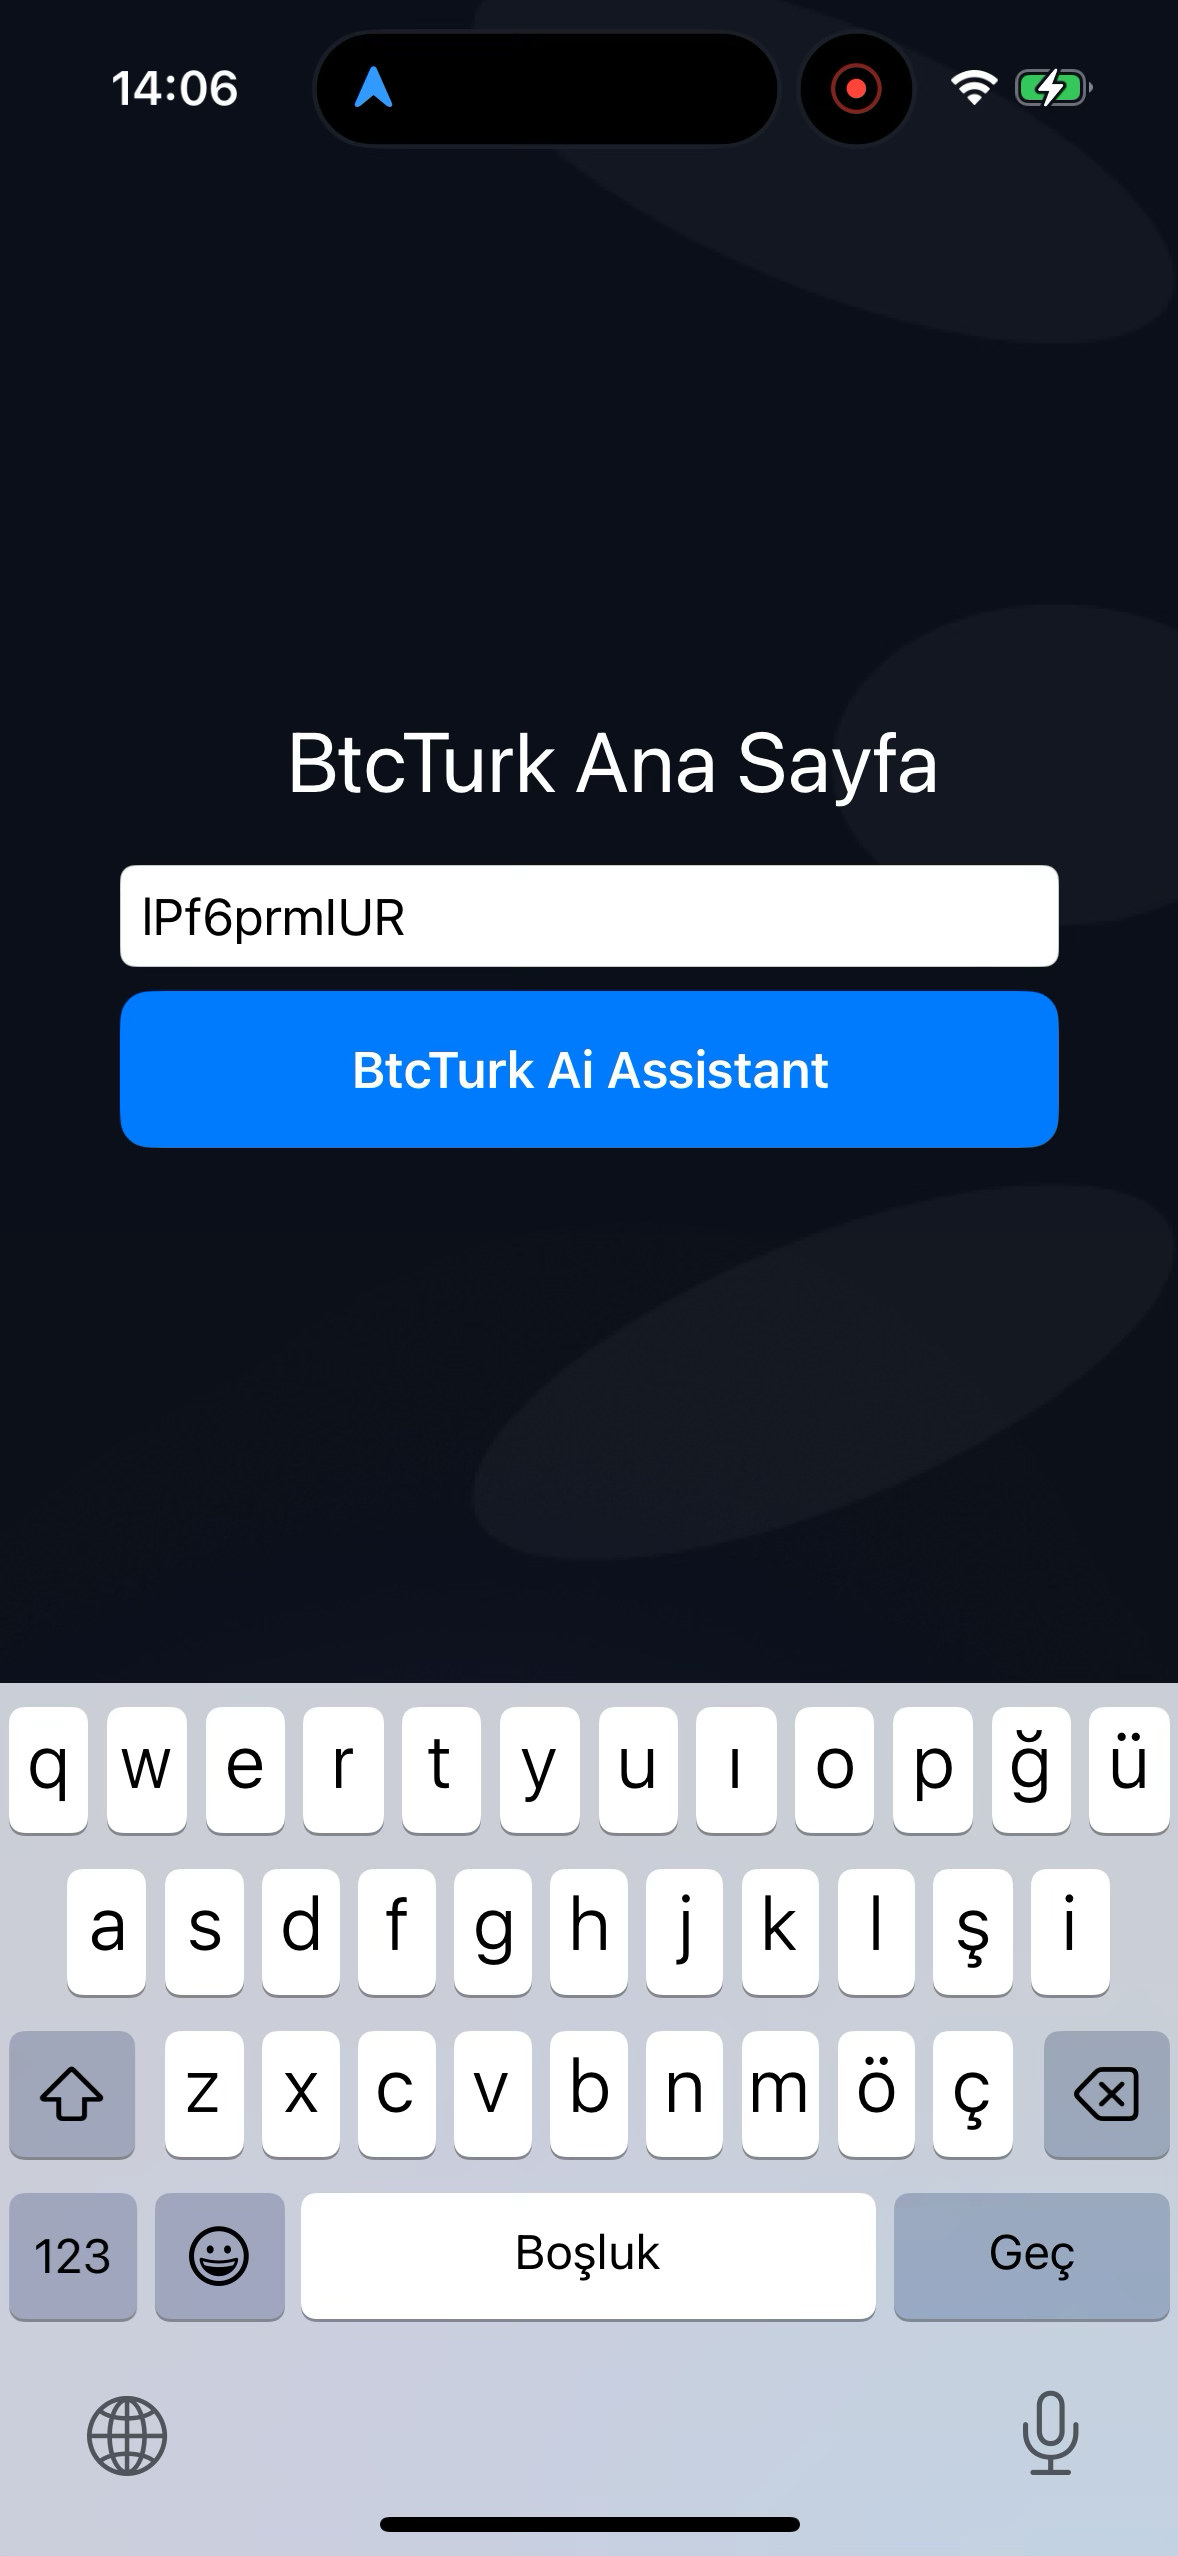 14:06
BtcTurk Ana Sayfa
lPf6prmlUR
BtcTurk Ai Assistant
q w e r t y u ı o p ğ ü
a s d f g h j k l ş i
z x c v b n m ö ç
123 Boşluk Geç